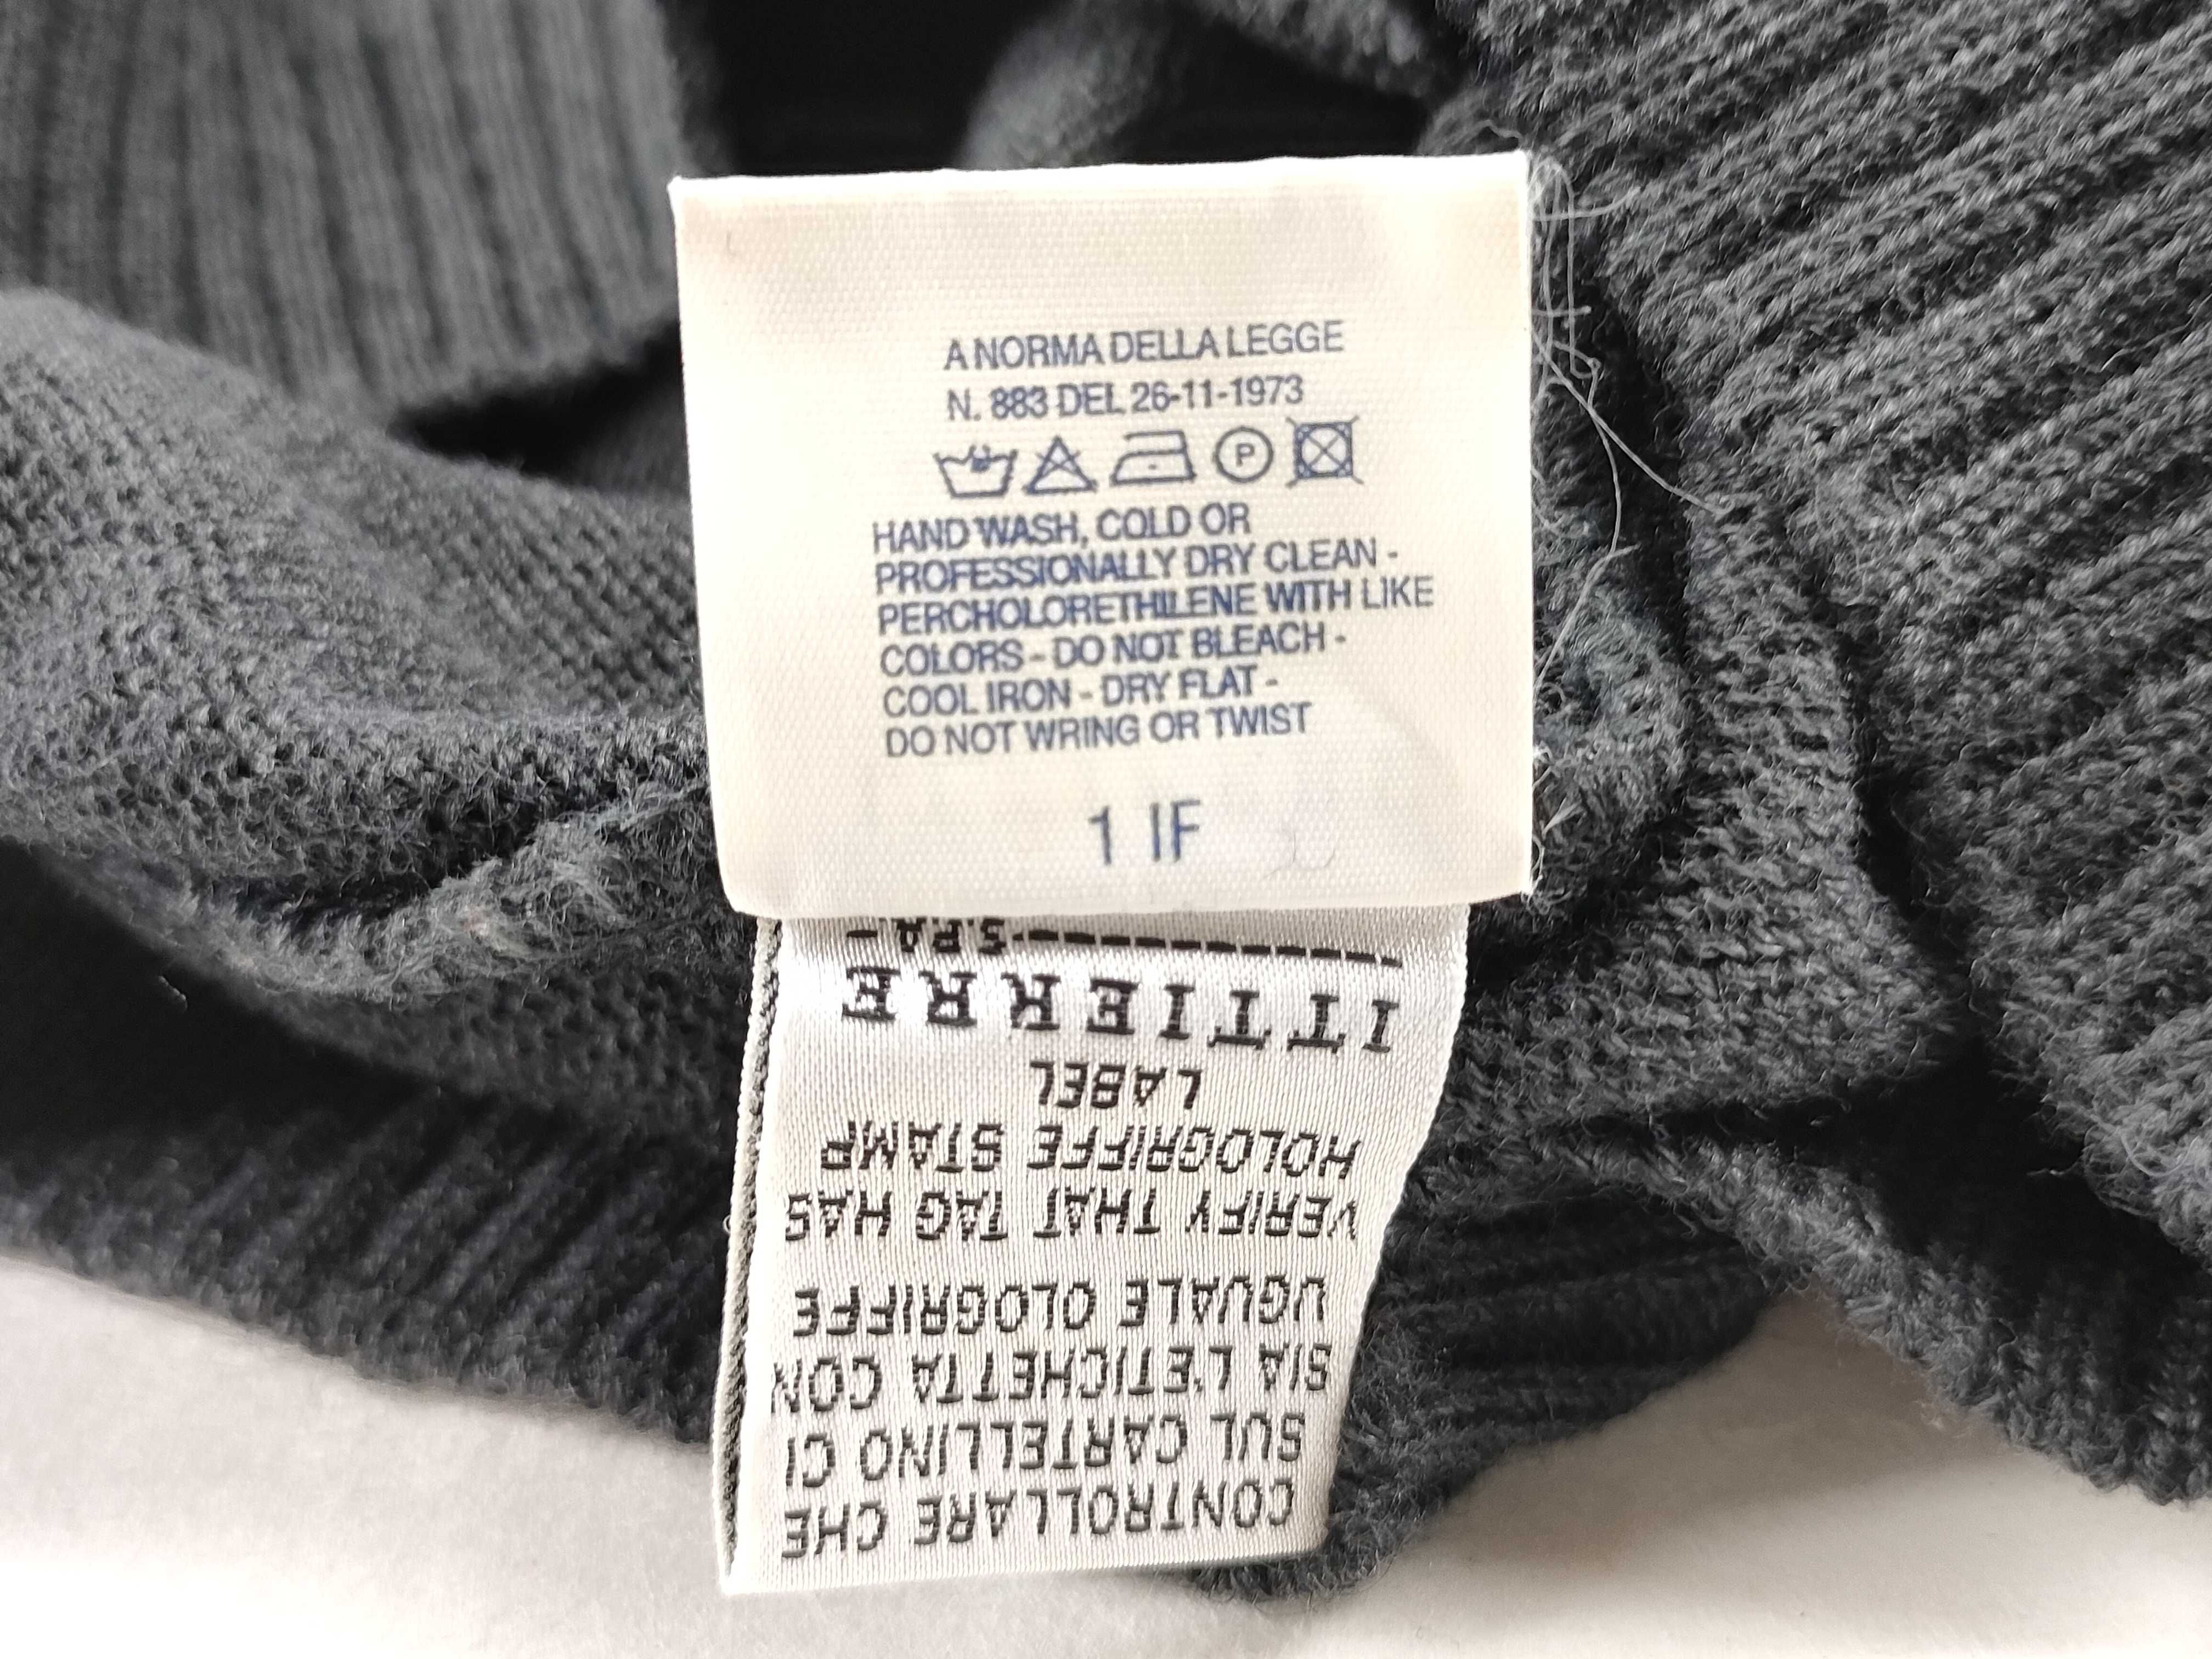 A NORMA DELLA LEGGE
N. 883 DEL 26-11-1973
P
HAND WASH, COLD OR
PROFESSIONALLY DRY CLEAN -
PERCHOLORETHILENE WITH LIKE
COLORS - DO NOT BLEACH -
COOL IRON - DRY FLAT -
DO NOT WRING OR TWIST
1 IF
CONTROLLARE CHE
SUL CARTELLINO CI
SIA L'ETICHETTA CON
UGUALE OLOGRIFFE
VERIFY THAT TAG HAS
HOLOGRIFFE STAMP
LABEL
ITTIERRE
S.P.A.